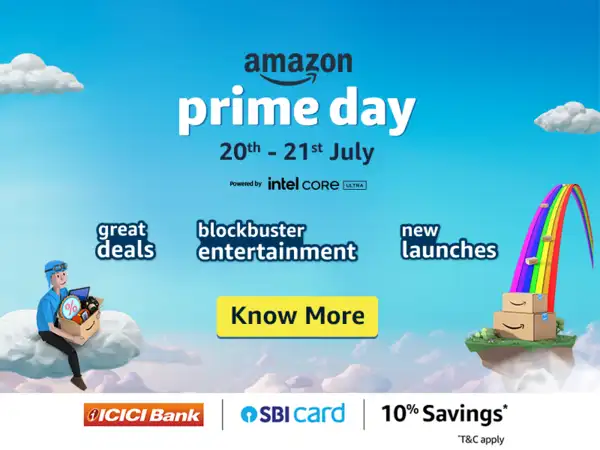 amazon
prime day
20th - 21st July
Powered by intel CORE ULTRA
great
deals
blockbuster
entertainment
new
launches
%
Know More
ICICI Bank
SBI card
10% Savings*
*T&C apply